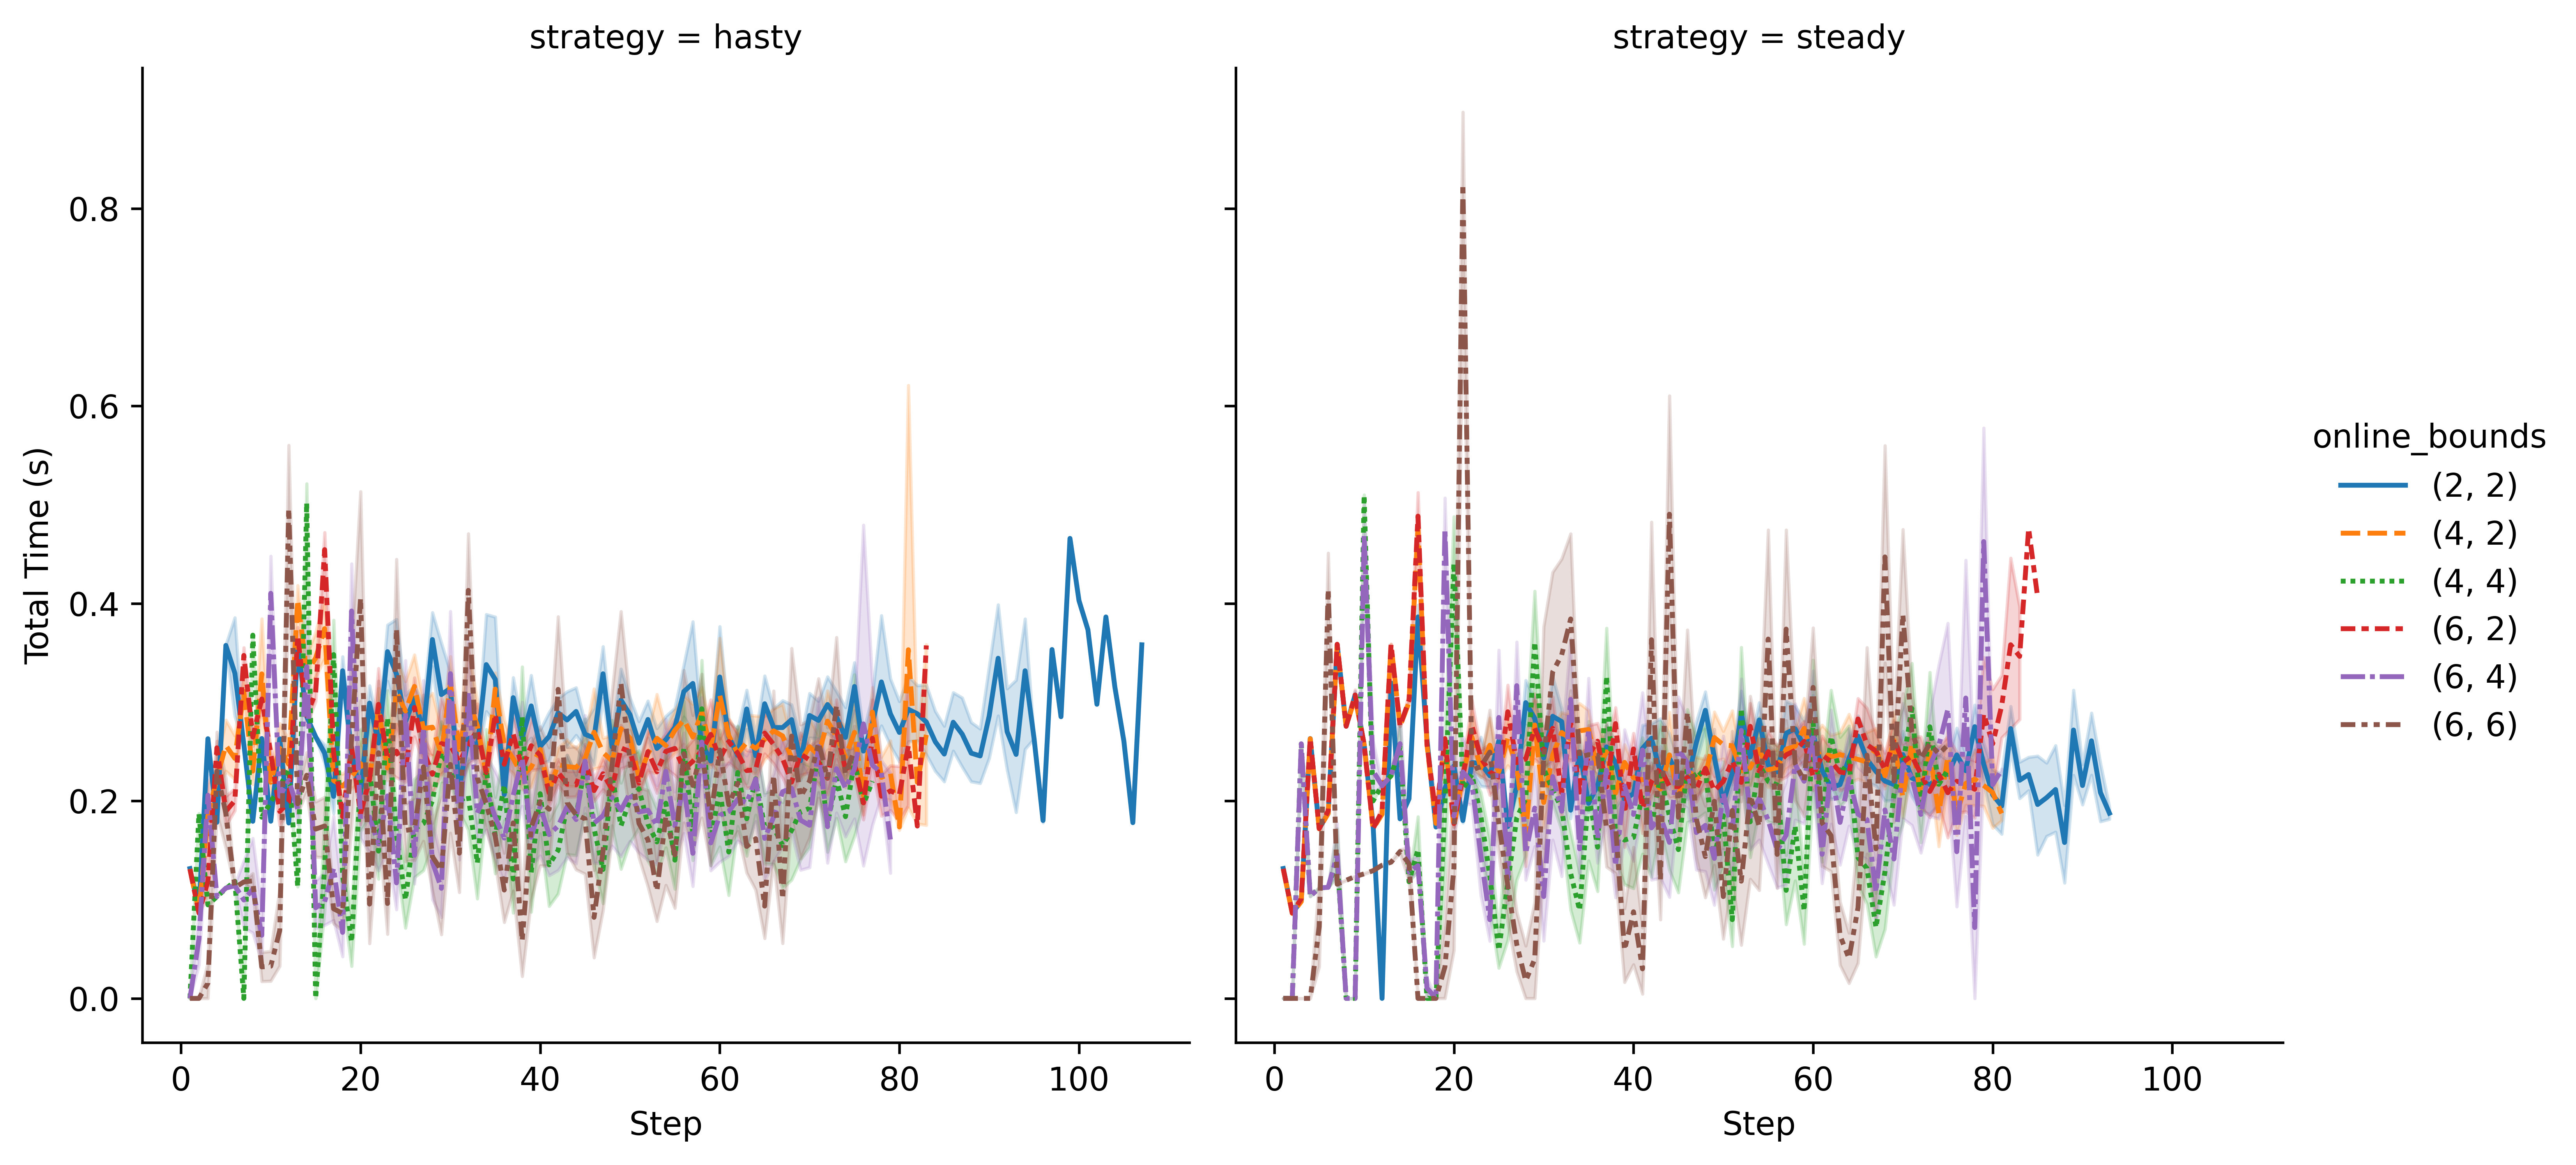 strategy = hasty
strategy = steady
Total Time (s)
0.8
0.6
0.4
0.2
0.0
0 20 40 60 80 100
0 20 40 60 80 100
Step
Step
online_bounds
(2, 2)
(4, 2)
(4, 4)
(6, 2)
(6, 4)
(6, 6)